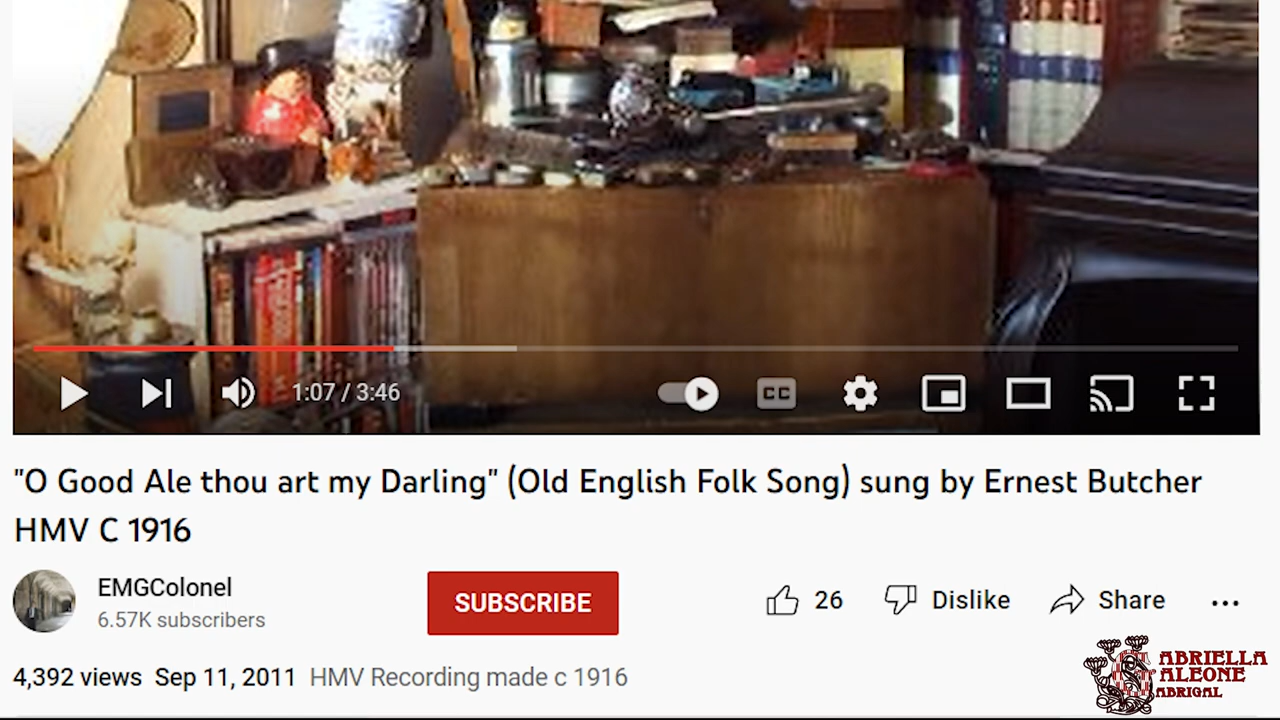 1:07 / 3:46
CC
"O Good Ale thou art my Darling" (Old English Folk Song) sung by Ernest Butcher
HMV C 1916
EMGColonel
6.57K subscribers
SUBSCRIBE
26
Dislike
Share
4,392 views Sep 11, 2011 HMV Recording made c 1916
ABRIELLA
ALEONE
ABRIGAL